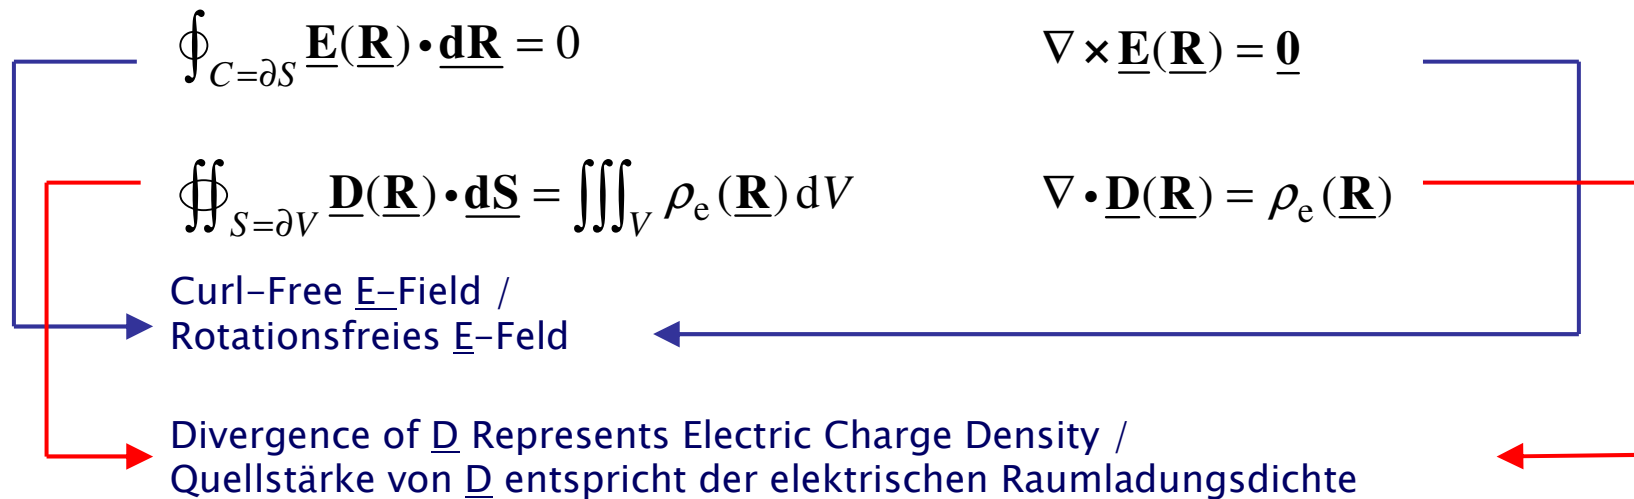 ∮_{C=∂S} E(R)•dR = 0    ∇×E(R) = 0
∯_{S=∂V} D(R)•dS = ∭_V ρ_e(R) dV    ∇•D(R) = ρ_e(R)
Curl-Free E-Field /
Rotationsfreies E-Feld
Divergence of D Represents Electric Charge Density /
Quellstärke von D entspricht der elektrischen Raumladungsdichte